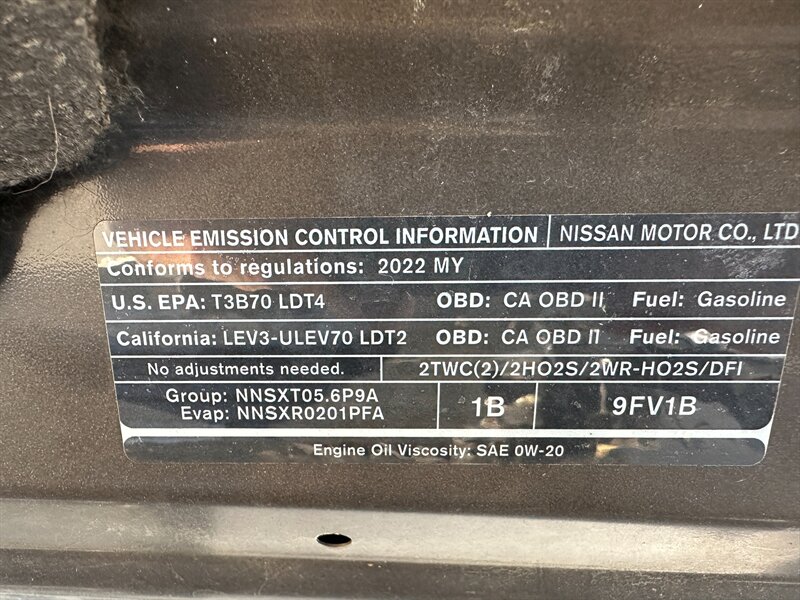 VEHICLE EMISSION CONTROL INFORMATION NISSAN MOTOR CO., LTD
Conforms to regulations: 2022 MY
U.S. EPA: T3B70 LDT4 OBD: CA OBD II Fuel: Gasoline
California: LEV3-ULEV70 LDT2 OBD: CA OBD II Fuel: Gasoline
No adjustments needed. 2TWC(2)/2HO2S/2WR-HO2S/DFI
Group: NNSXT05.6P9A
Evap: NNSXR0201PFA
1B 9FV1B
Engine Oil Viscosity: SAE 0W-20